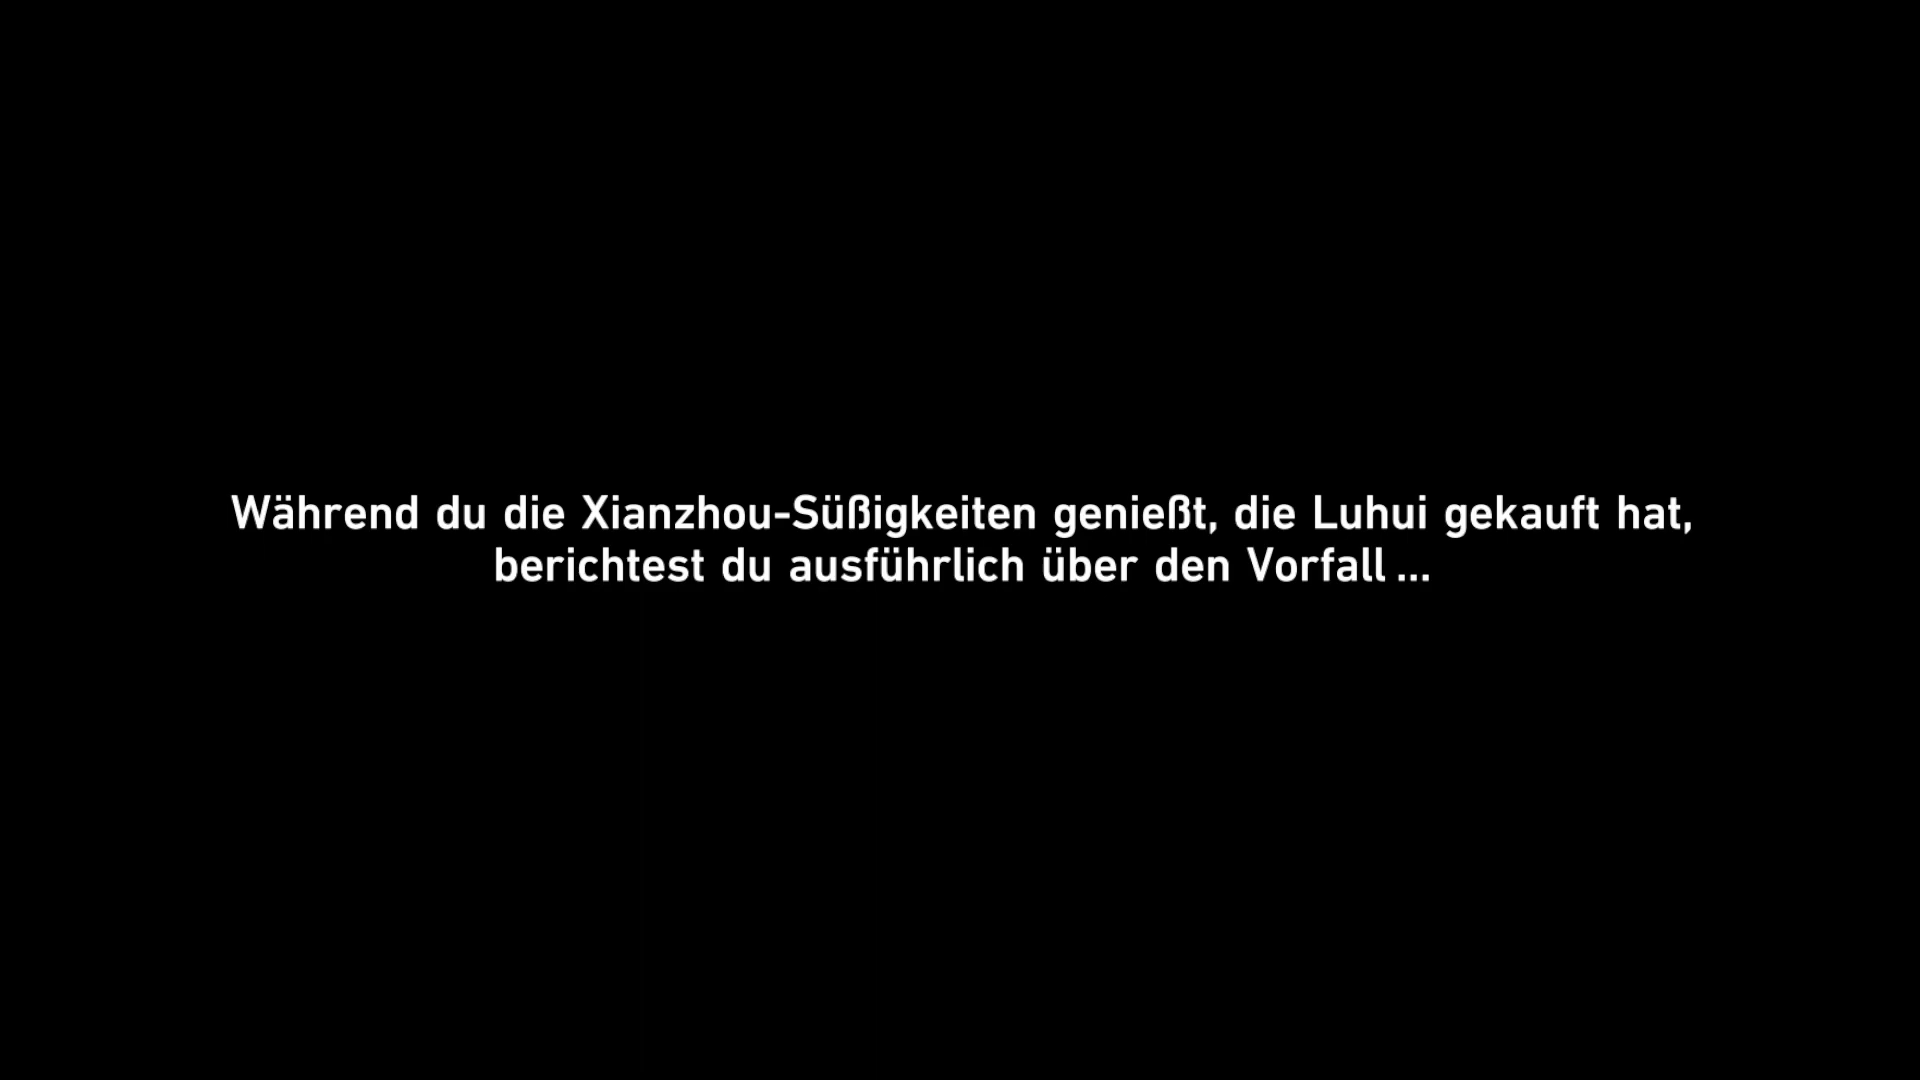 Während du die Xianzhou-Süßigkeiten genießt, die Luhui gekauft hat,
berichtest du ausführlich über den Vorfall ...